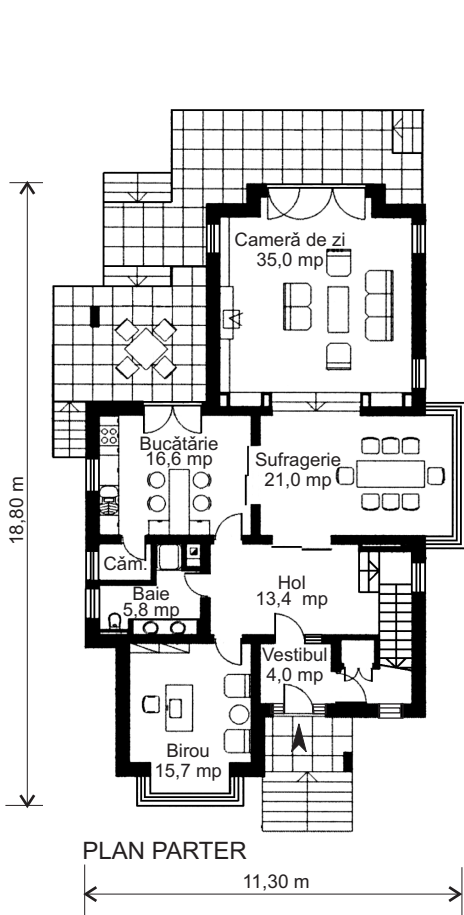 Cameră de zi
35,0 mp
Bucătărie
16,6 mp
Sufragerie
21,0 mp
Căm.
Baie
5,8 mp
Hol
13,4 mp
Vestibul
4,0 mp
Birou
15,7 mp
18,80 m
PLAN PARTER
11,30 m